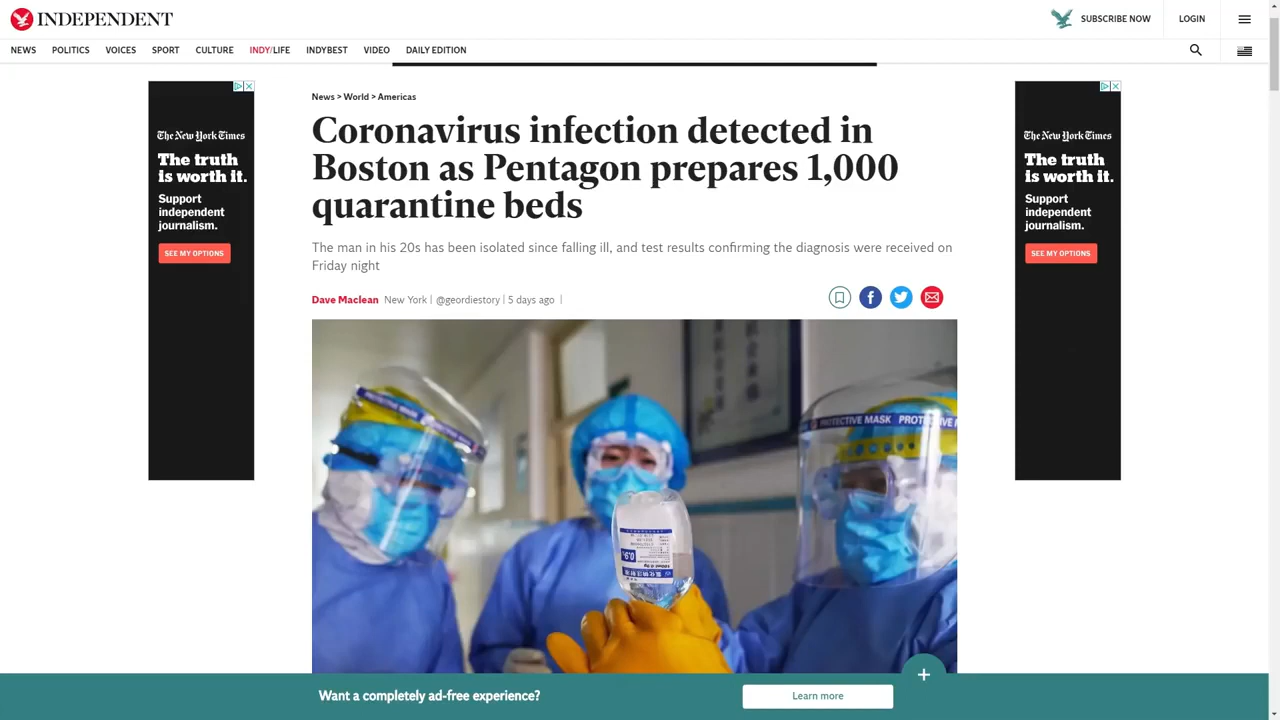 INDEPENDENT
SUBSCRIBE NOW
LOGIN
NEWS POLITICS VOICES SPORT CULTURE INDY/LIFE INDYBEST VIDEO DAILY EDITION
News > World > Americas
Coronavirus infection detected in
Boston as Pentagon prepares 1,000
quarantine beds
The man in his 20s has been isolated since falling ill, and test results confirming the diagnosis were received on
Friday night
Dave Maclean New York | @geordiestory | 5 days ago |
The New York Times
The truth
is worth it.
Support
independent
journalism.
SEE MY OPTIONS
The New York Times
The truth
is worth it.
Support
independent
journalism.
SEE MY OPTIONS
PROTECTIVE MASK
PROTECTIVE MASK PROTECTIVE M
0.9%
Want a completely ad-free experience?
Learn more